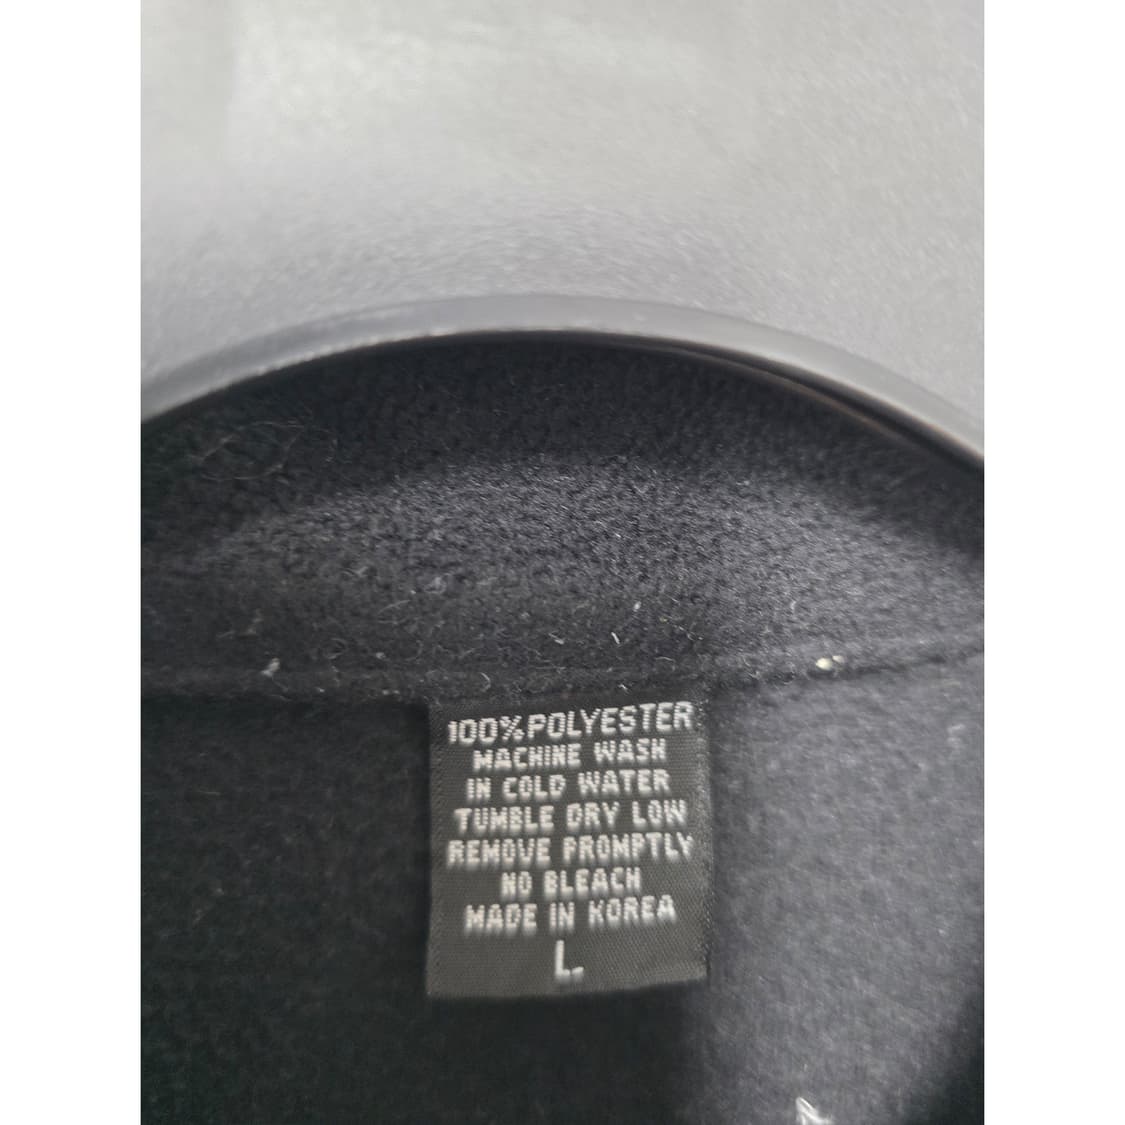 100%POLYESTER
MACHINE WASH
IN COLD WATER
TUMBLE DRY LOW
REMOVE PROMPTLY
NO BLEACH
MADE IN KOREA
L.